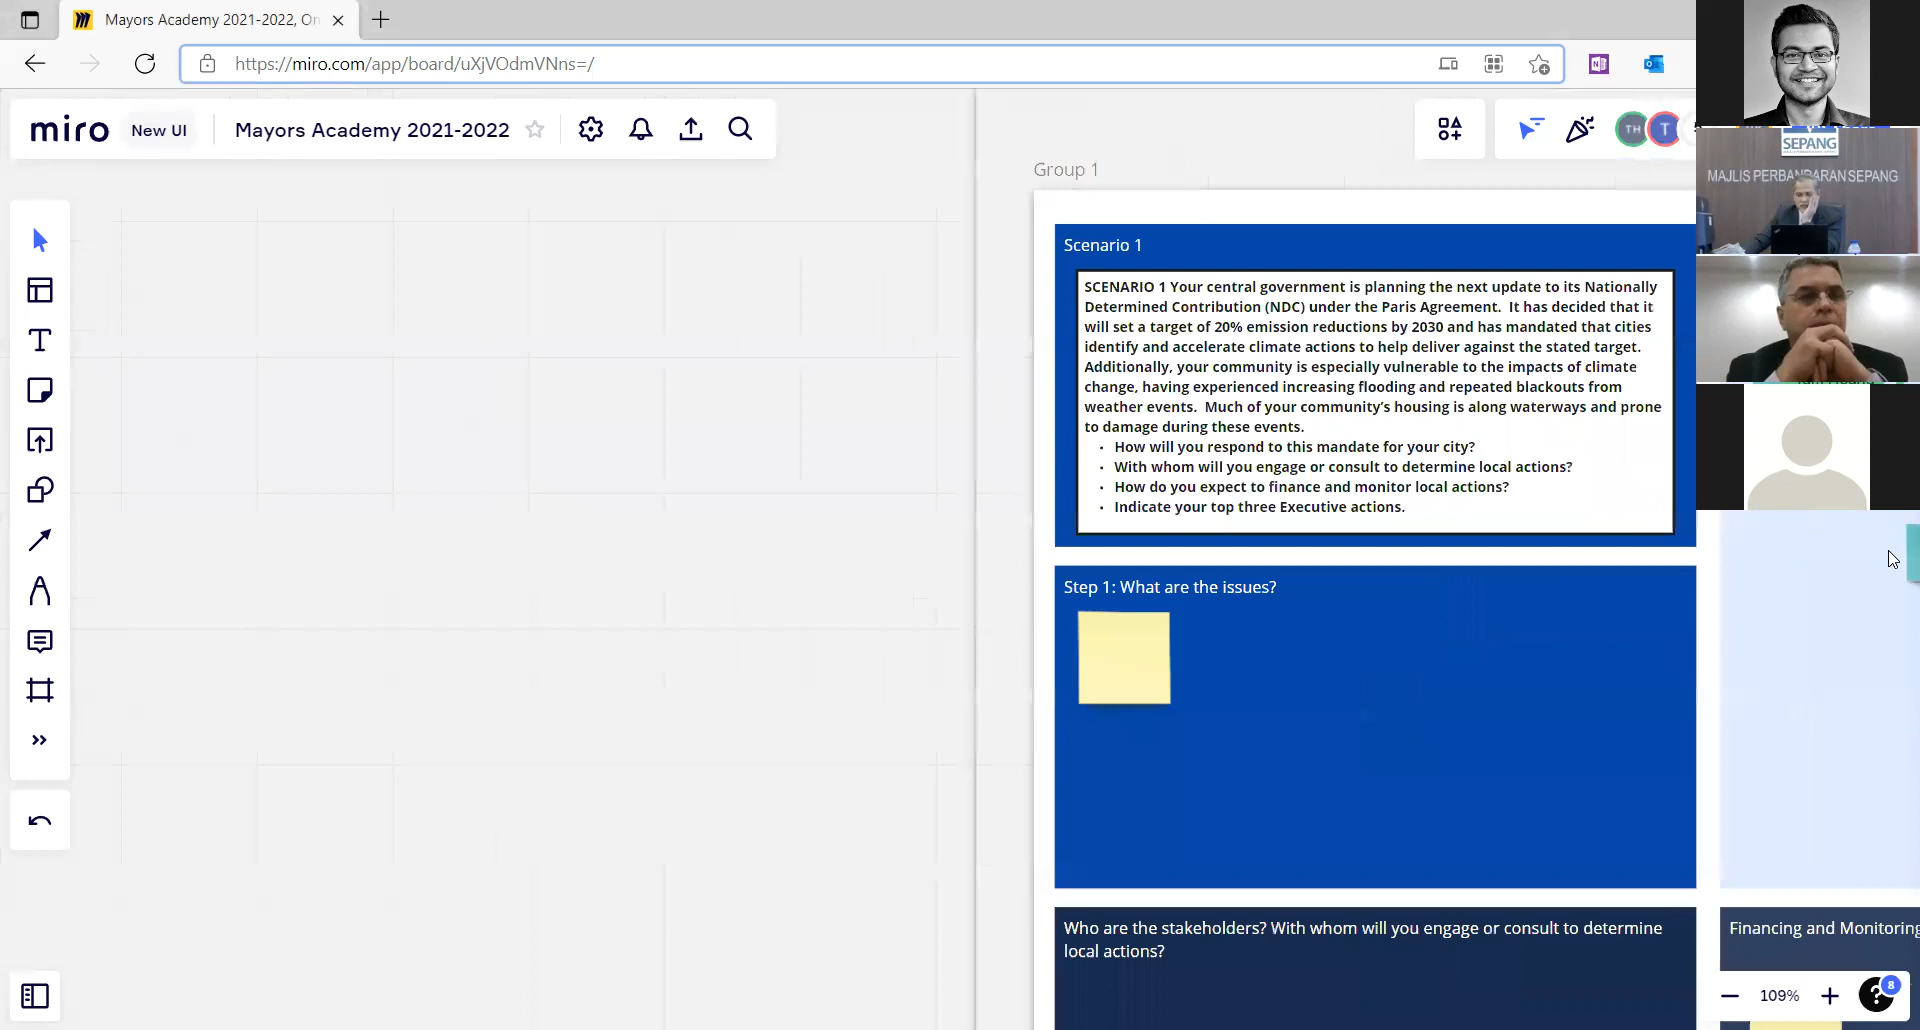 Mayors Academy 2021-2022, On
https://miro.com/app/board/uXjVOdmVNns=/
miro
New UI
Mayors Academy 2021-2022
TH
T
SEPANG
MAJLIS PERBANDARAN SEPANG
Group 1
Scenario 1
SCENARIO 1 Your central government is planning the next update to its Nationally
Determined Contribution (NDC) under the Paris Agreement. It has decided that it
will set a target of 20% emission reductions by 2030 and has mandated that cities
identify and accelerate climate actions to help deliver against the stated target.
Additionally, your community is especially vulnerable to the impacts of climate
change, having experienced increasing flooding and repeated blackouts from
weather events. Much of your community's housing is along waterways and prone
to damage during these events.
• How will you respond to this mandate for your city?
• With whom will you engage or consult to determine local actions?
• How do you expect to finance and monitor local actions?
• Indicate your top three Executive actions.
Step 1: What are the issues?
Who are the stakeholders? With whom will you engage or consult to determine
local actions?
Financing and Monitoring
109%
8